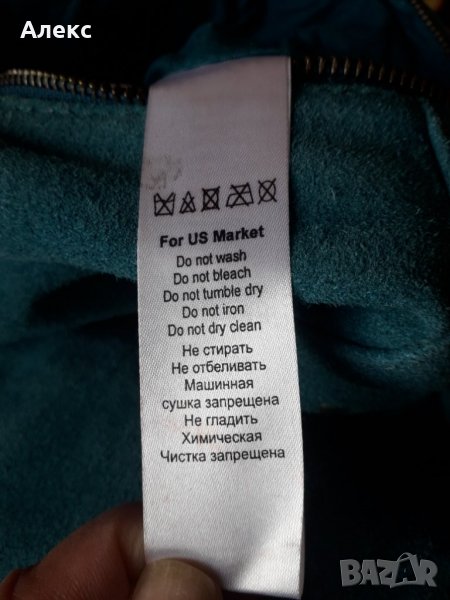 Алекс
For US Market
Do not wash
Do not bleach
Do not tumble dry
Do not iron
Do not dry clean
Не стирать
Не отбеливать
Машинная
сушка запрещена
Не гладить
Химическая
Чистка запрещена
BAZAR